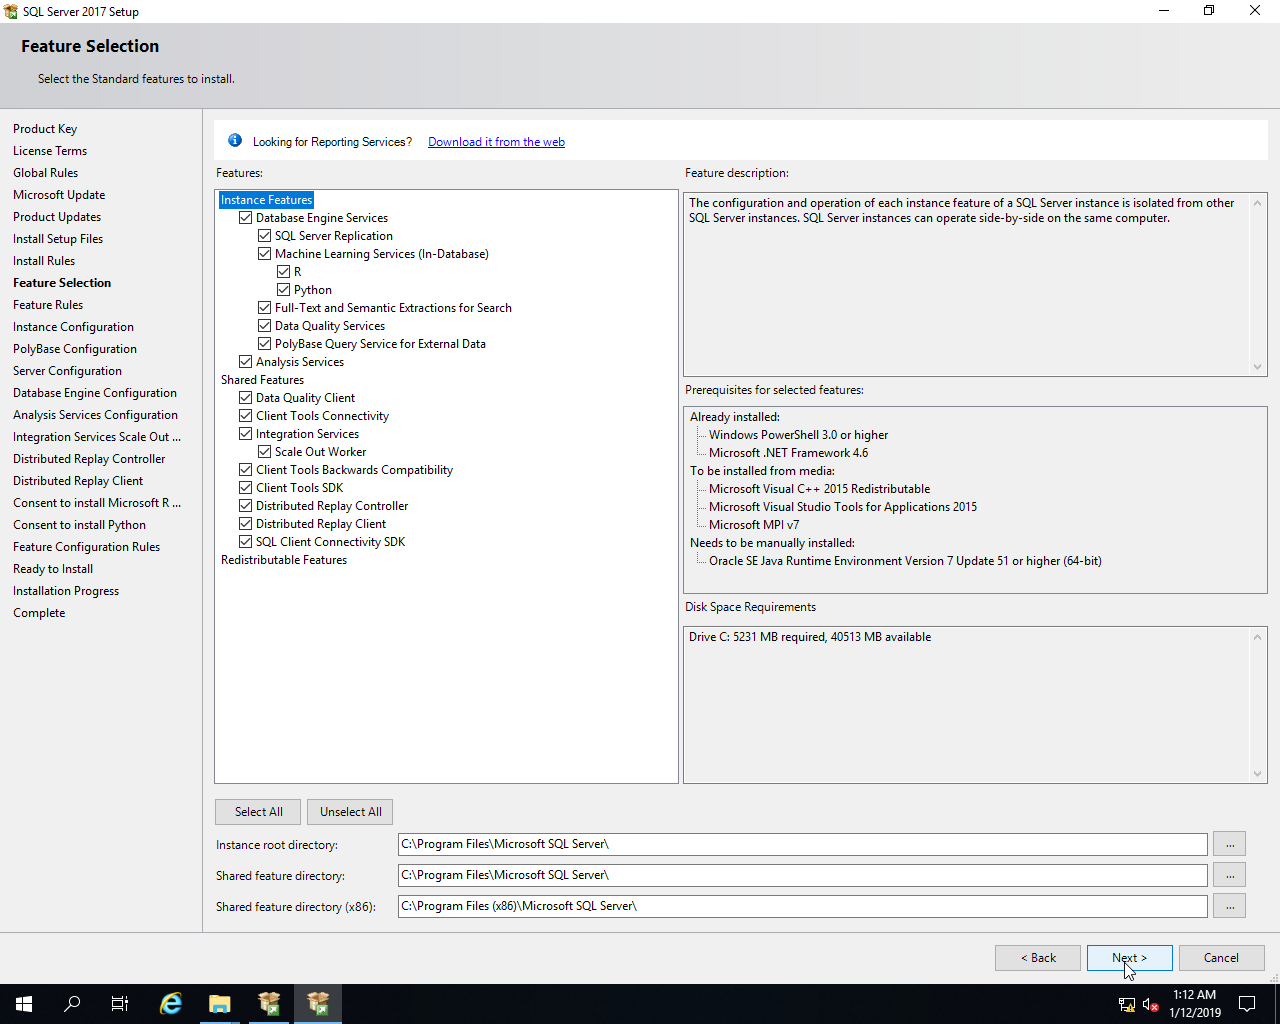 SQL Server 2017 Setup
Feature Selection
Select the Standard features to install.
Product Key
License Terms
Global Rules
Microsoft Update
Product Updates
Install Setup Files
Install Rules
Feature Selection
Feature Rules
Instance Configuration
PolyBase Configuration
Server Configuration
Database Engine Configuration
Analysis Services Configuration
Integration Services Scale Out ...
Distributed Replay Controller
Distributed Replay Client
Consent to install Microsoft R ...
Consent to install Python
Feature Configuration Rules
Ready to Install
Installation Progress
Complete
Looking for Reporting Services? Download it from the web
Features:
Instance Features
Database Engine Services
SQL Server Replication
Machine Learning Services (In-Database)
R
Python
Full-Text and Semantic Extractions for Search
Data Quality Services
PolyBase Query Service for External Data
Analysis Services
Shared Features
Data Quality Client
Client Tools Connectivity
Integration Services
Scale Out Worker
Client Tools Backwards Compatibility
Client Tools SDK
Distributed Replay Controller
Distributed Replay Client
SQL Client Connectivity SDK
Redistributable Features
Feature description:
The configuration and operation of each instance feature of a SQL Server instance is isolated from other
SQL Server instances. SQL Server instances can operate side-by-side on the same computer.
Prerequisites for selected features:
Already installed:
Windows PowerShell 3.0 or higher
Microsoft .NET Framework 4.6
To be installed from media:
Microsoft Visual C++ 2015 Redistributable
Microsoft Visual Studio Tools for Applications 2015
Microsoft MPI v7
Needs to be manually installed:
Oracle SE Java Runtime Environment Version 7 Update 51 or higher (64-bit)
Disk Space Requirements
Drive C: 5231 MB required, 40513 MB available
Select All
Unselect All
Instance root directory: C:\Program Files\Microsoft SQL Server\ ...
Shared feature directory: C:\Program Files\Microsoft SQL Server\ ...
Shared feature directory (x86): C:\Program Files (x86)\Microsoft SQL Server\ ...
< Back
Next >
Cancel
1:12 AM
1/12/2019